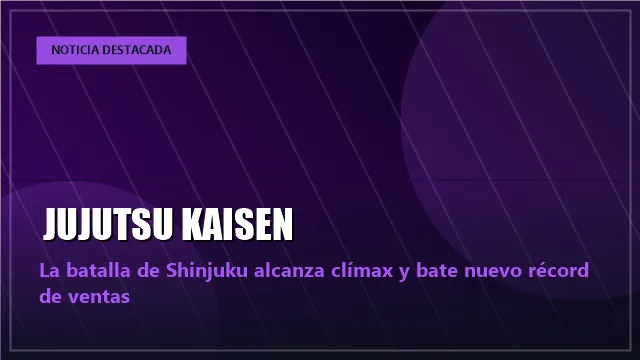 NOTICIA DESTACADA
JUJUTSU KAISEN
La batalla de Shinjuku alcanza clímax y bate nuevo récord
de ventas